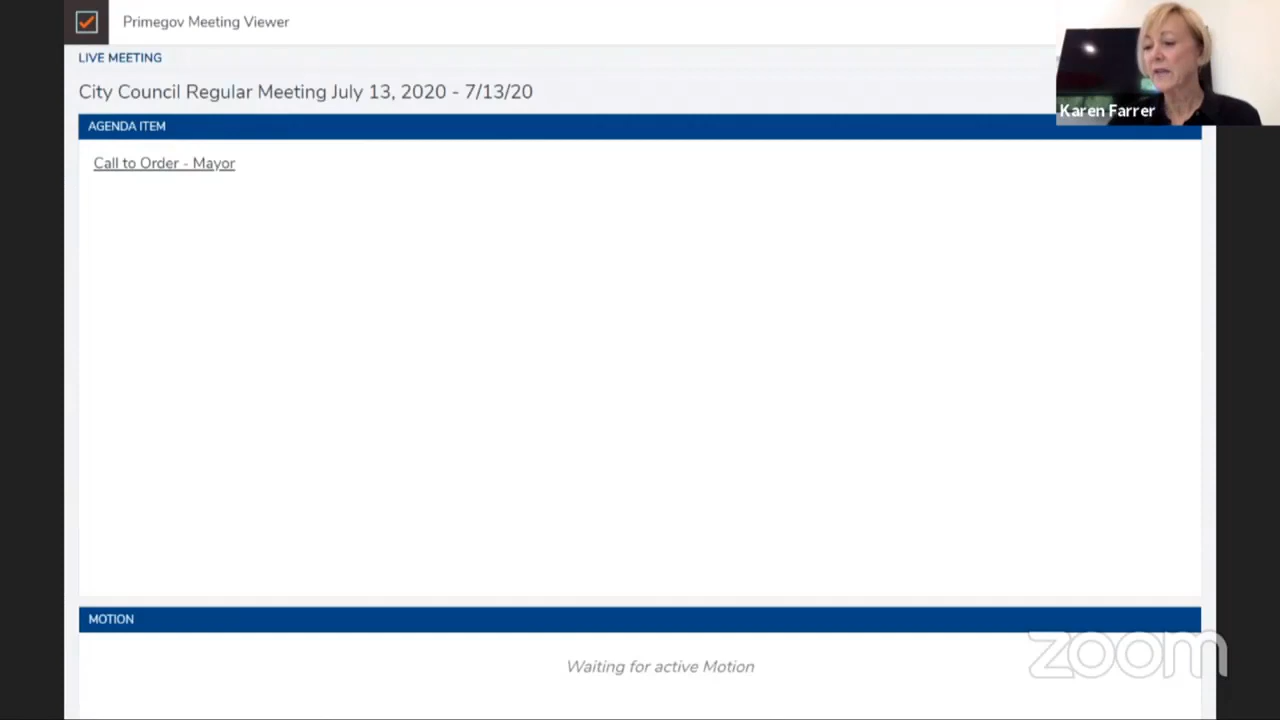 Primegov Meeting Viewer
LIVE MEETING
City Council Regular Meeting July 13, 2020 - 7/13/20
Karen Farrer
AGENDA ITEM
Call to Order - Mayor
MOTION
Waiting for active Motion
zoom